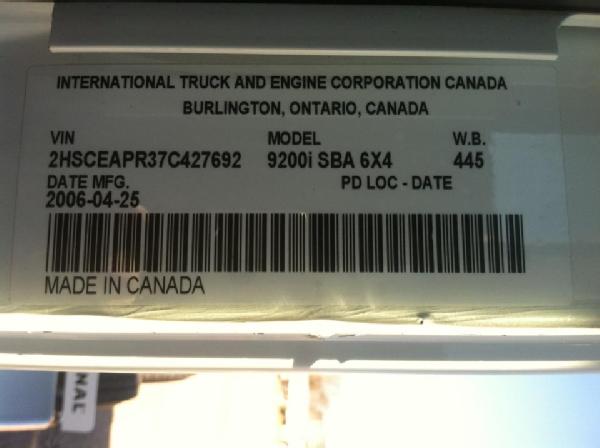 INTERNATIONAL TRUCK AND ENGINE CORPORATION CANADA
BURLINGTON, ONTARIO, CANADA
VIN MODEL W.B.
2HSCEAPR37C427692 9200i SBA 6X4 445
DATE MFG. PD LOC - DATE
2006-04-25
MADE IN CANADA
NAL